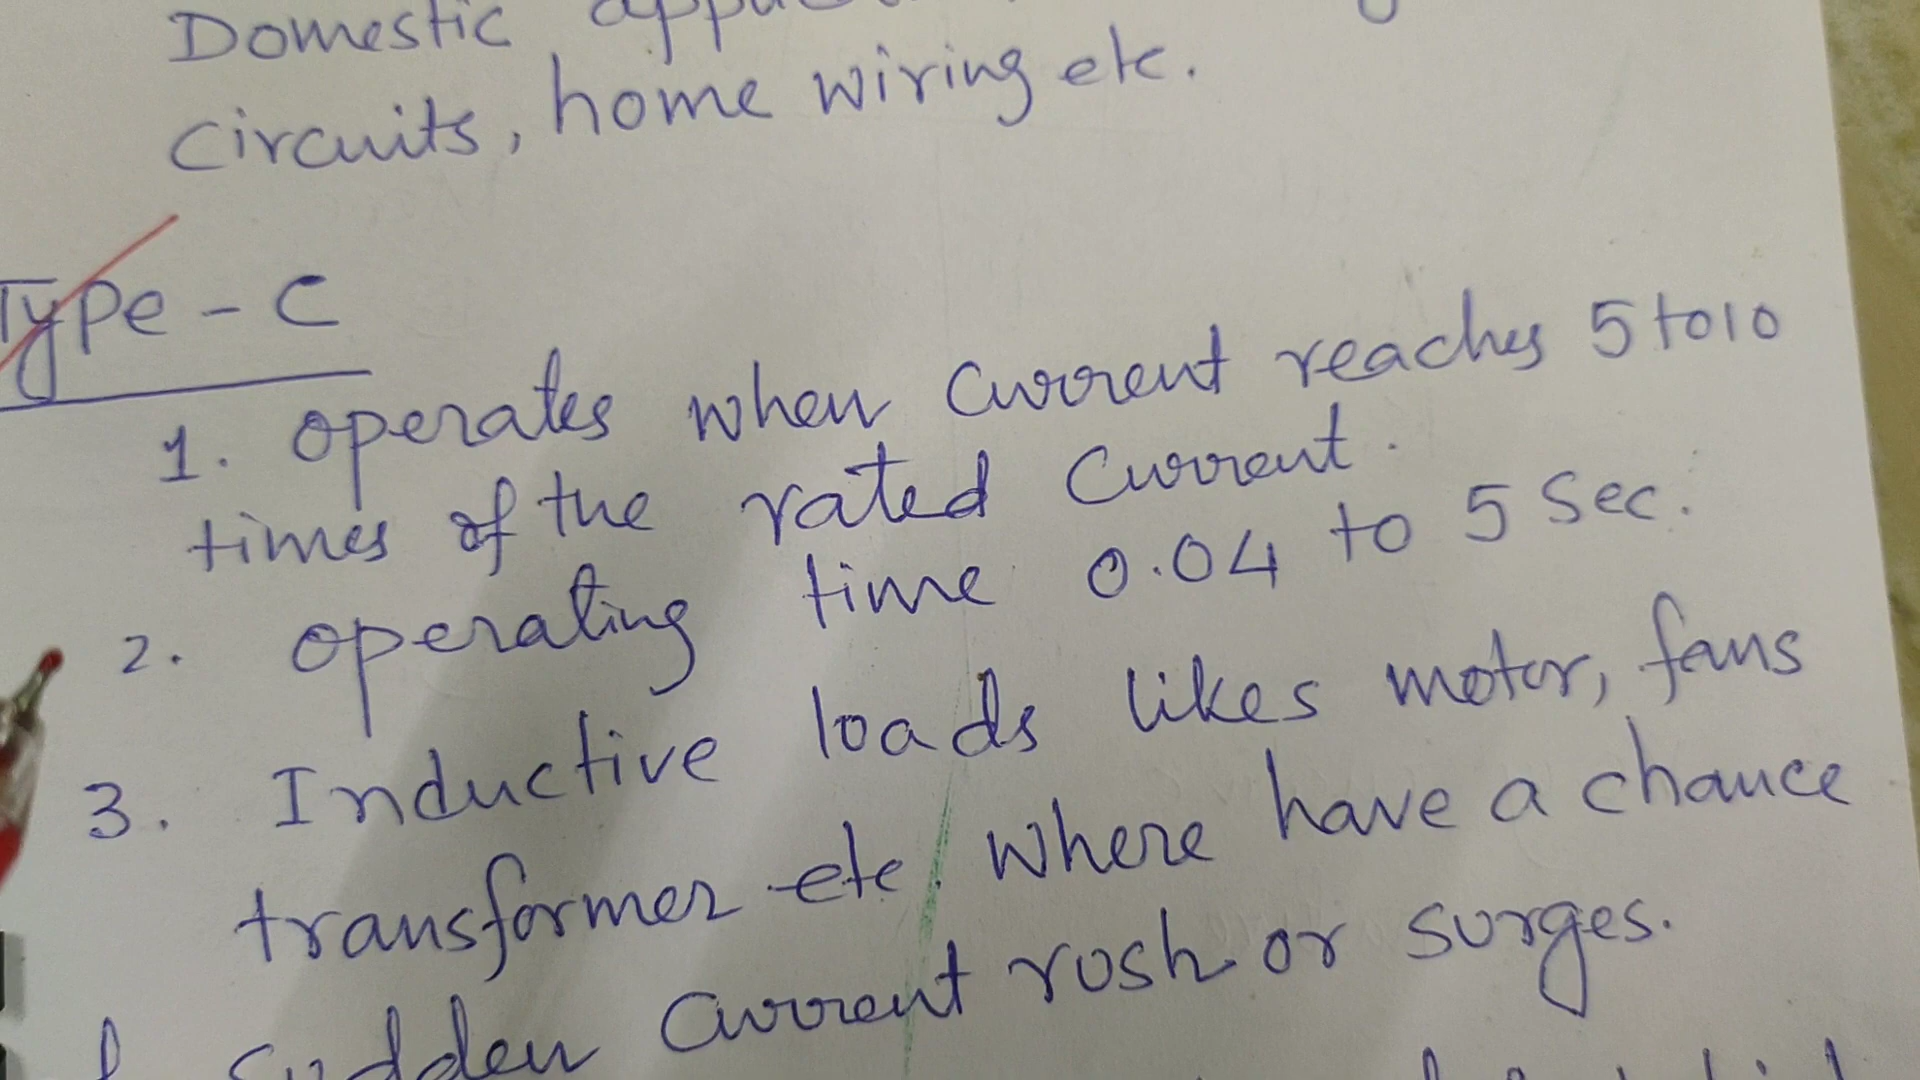 Domestic
circuits, home wiring etc.
Type - C
1. operates when Current reaches 5 to 10
times of the rated Current.
2. operating time 0.04 to 5 Sec.
3. Inductive loads likes motor, fans
transformer etc. where have a chance
sudden Current rush or surges.